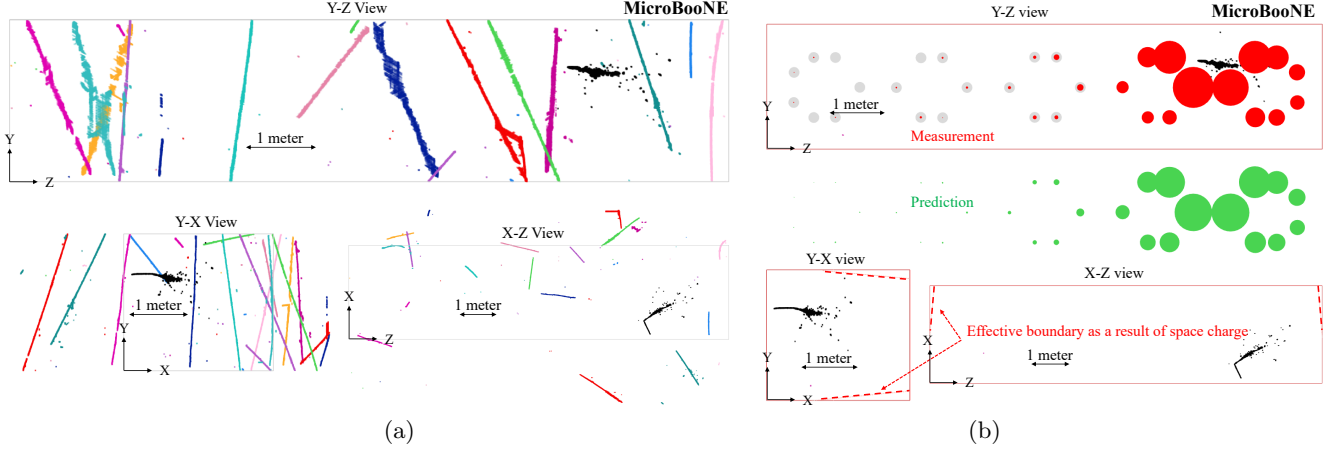 Y-Z View
MicroBooNE
Y
Z
1 meter
Y-X View
1 meter
Y
X
X-Z View
1 meter
X
Z
(a)
Y-Z view
MicroBooNE
Y
Z
1 meter
Measurement
Prediction
Y-X view
1 meter
Y
X
X-Z view
Effective boundary as a result of space charge
X
1 meter
Z
(b)